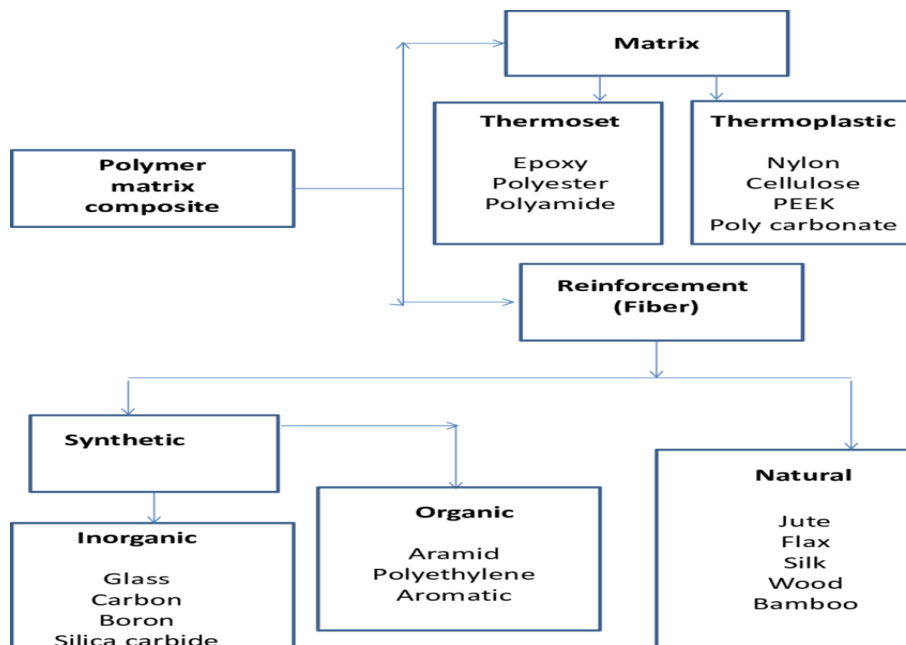 Matrix
Thermoset
Epoxy
Polyester
Polyamide
Thermoplastic
Nylon
Cellulose
PEEK
Poly carbonate
Polymer
matrix
composite
Reinforcement
(Fiber)
Synthetic
Inorganic
Glass
Carbon
Boron
Silica carbide
Organic
Aramid
Polyethylene
Aromatic
Natural
Jute
Flax
Silk
Wood
Bamboo